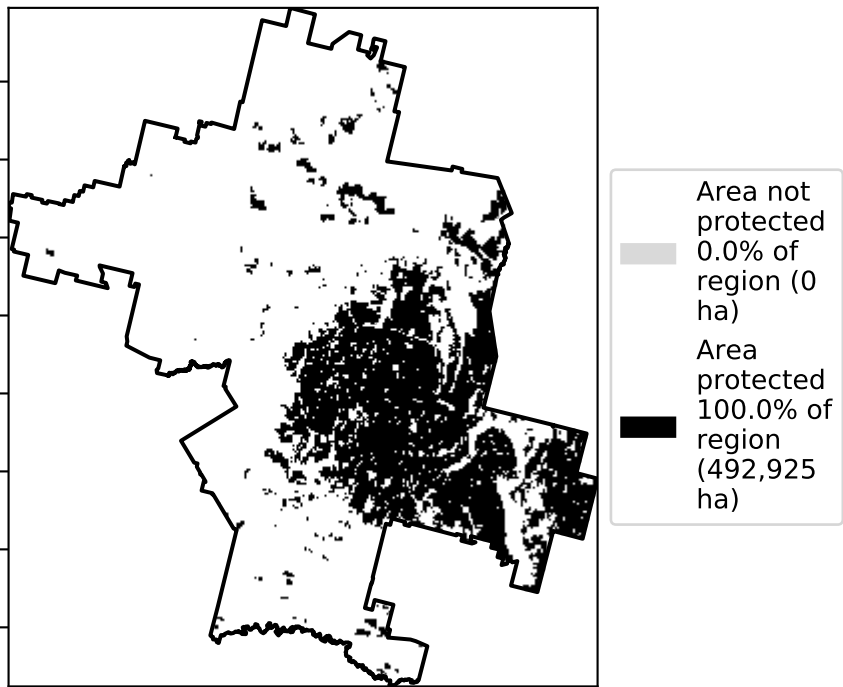 Area not
protected
0.0% of
region (0
ha)
Area
protected
100.0% of
region
(492,925
ha)